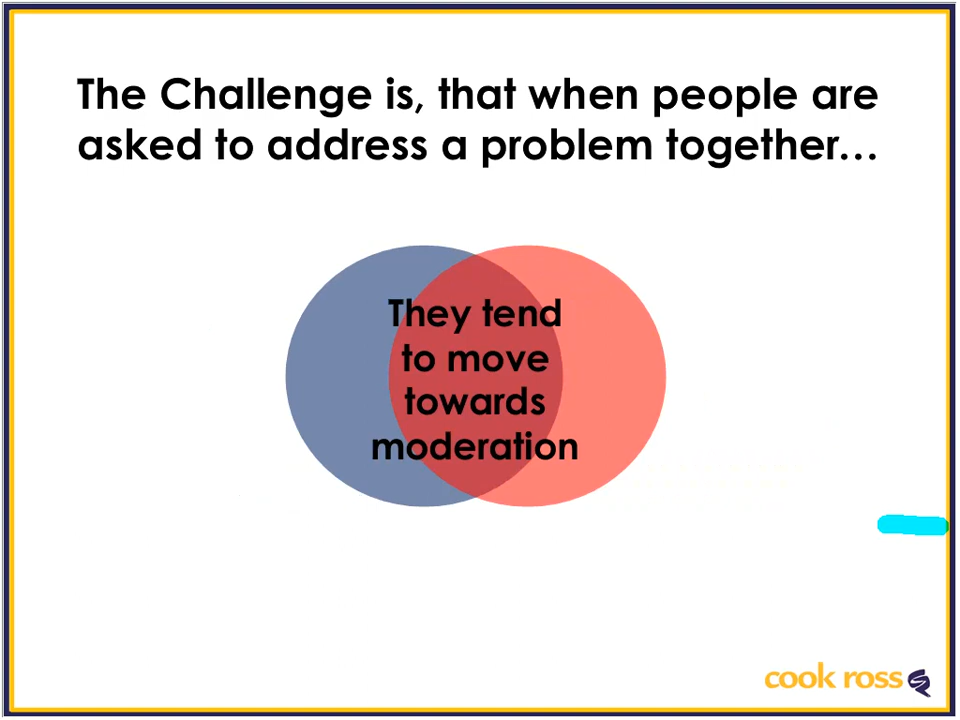 The Challenge is, that when people are
asked to address a problem together...
They tend
to move
towards
moderation
cook ross